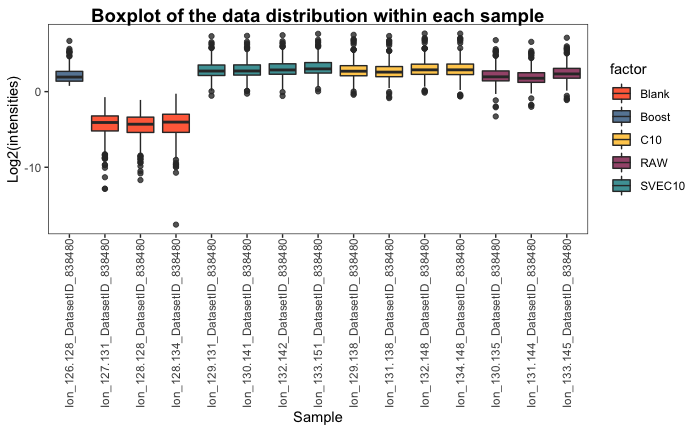 Boxplot of the data distribution within each sample
Log2(intensities)
0
-10
Ion_126.128_DatasetID_838480
Ion_127.131_DatasetID_838480
Ion_128.128_DatasetID_838480
Ion_128.134_DatasetID_838480
Ion_129.131_DatasetID_838480
Ion_130.141_DatasetID_838480
Ion_132.142_DatasetID_838480
Ion_133.151_DatasetID_838480
Ion_129.138_DatasetID_838480
Ion_131.138_DatasetID_838480
Ion_132.148_DatasetID_838480
Ion_134.148_DatasetID_838480
Ion_130.135_DatasetID_838480
Ion_131.144_DatasetID_838480
Ion_133.145_DatasetID_838480
Sample
factor
Blank
Boost
C10
RAW
SVEC10